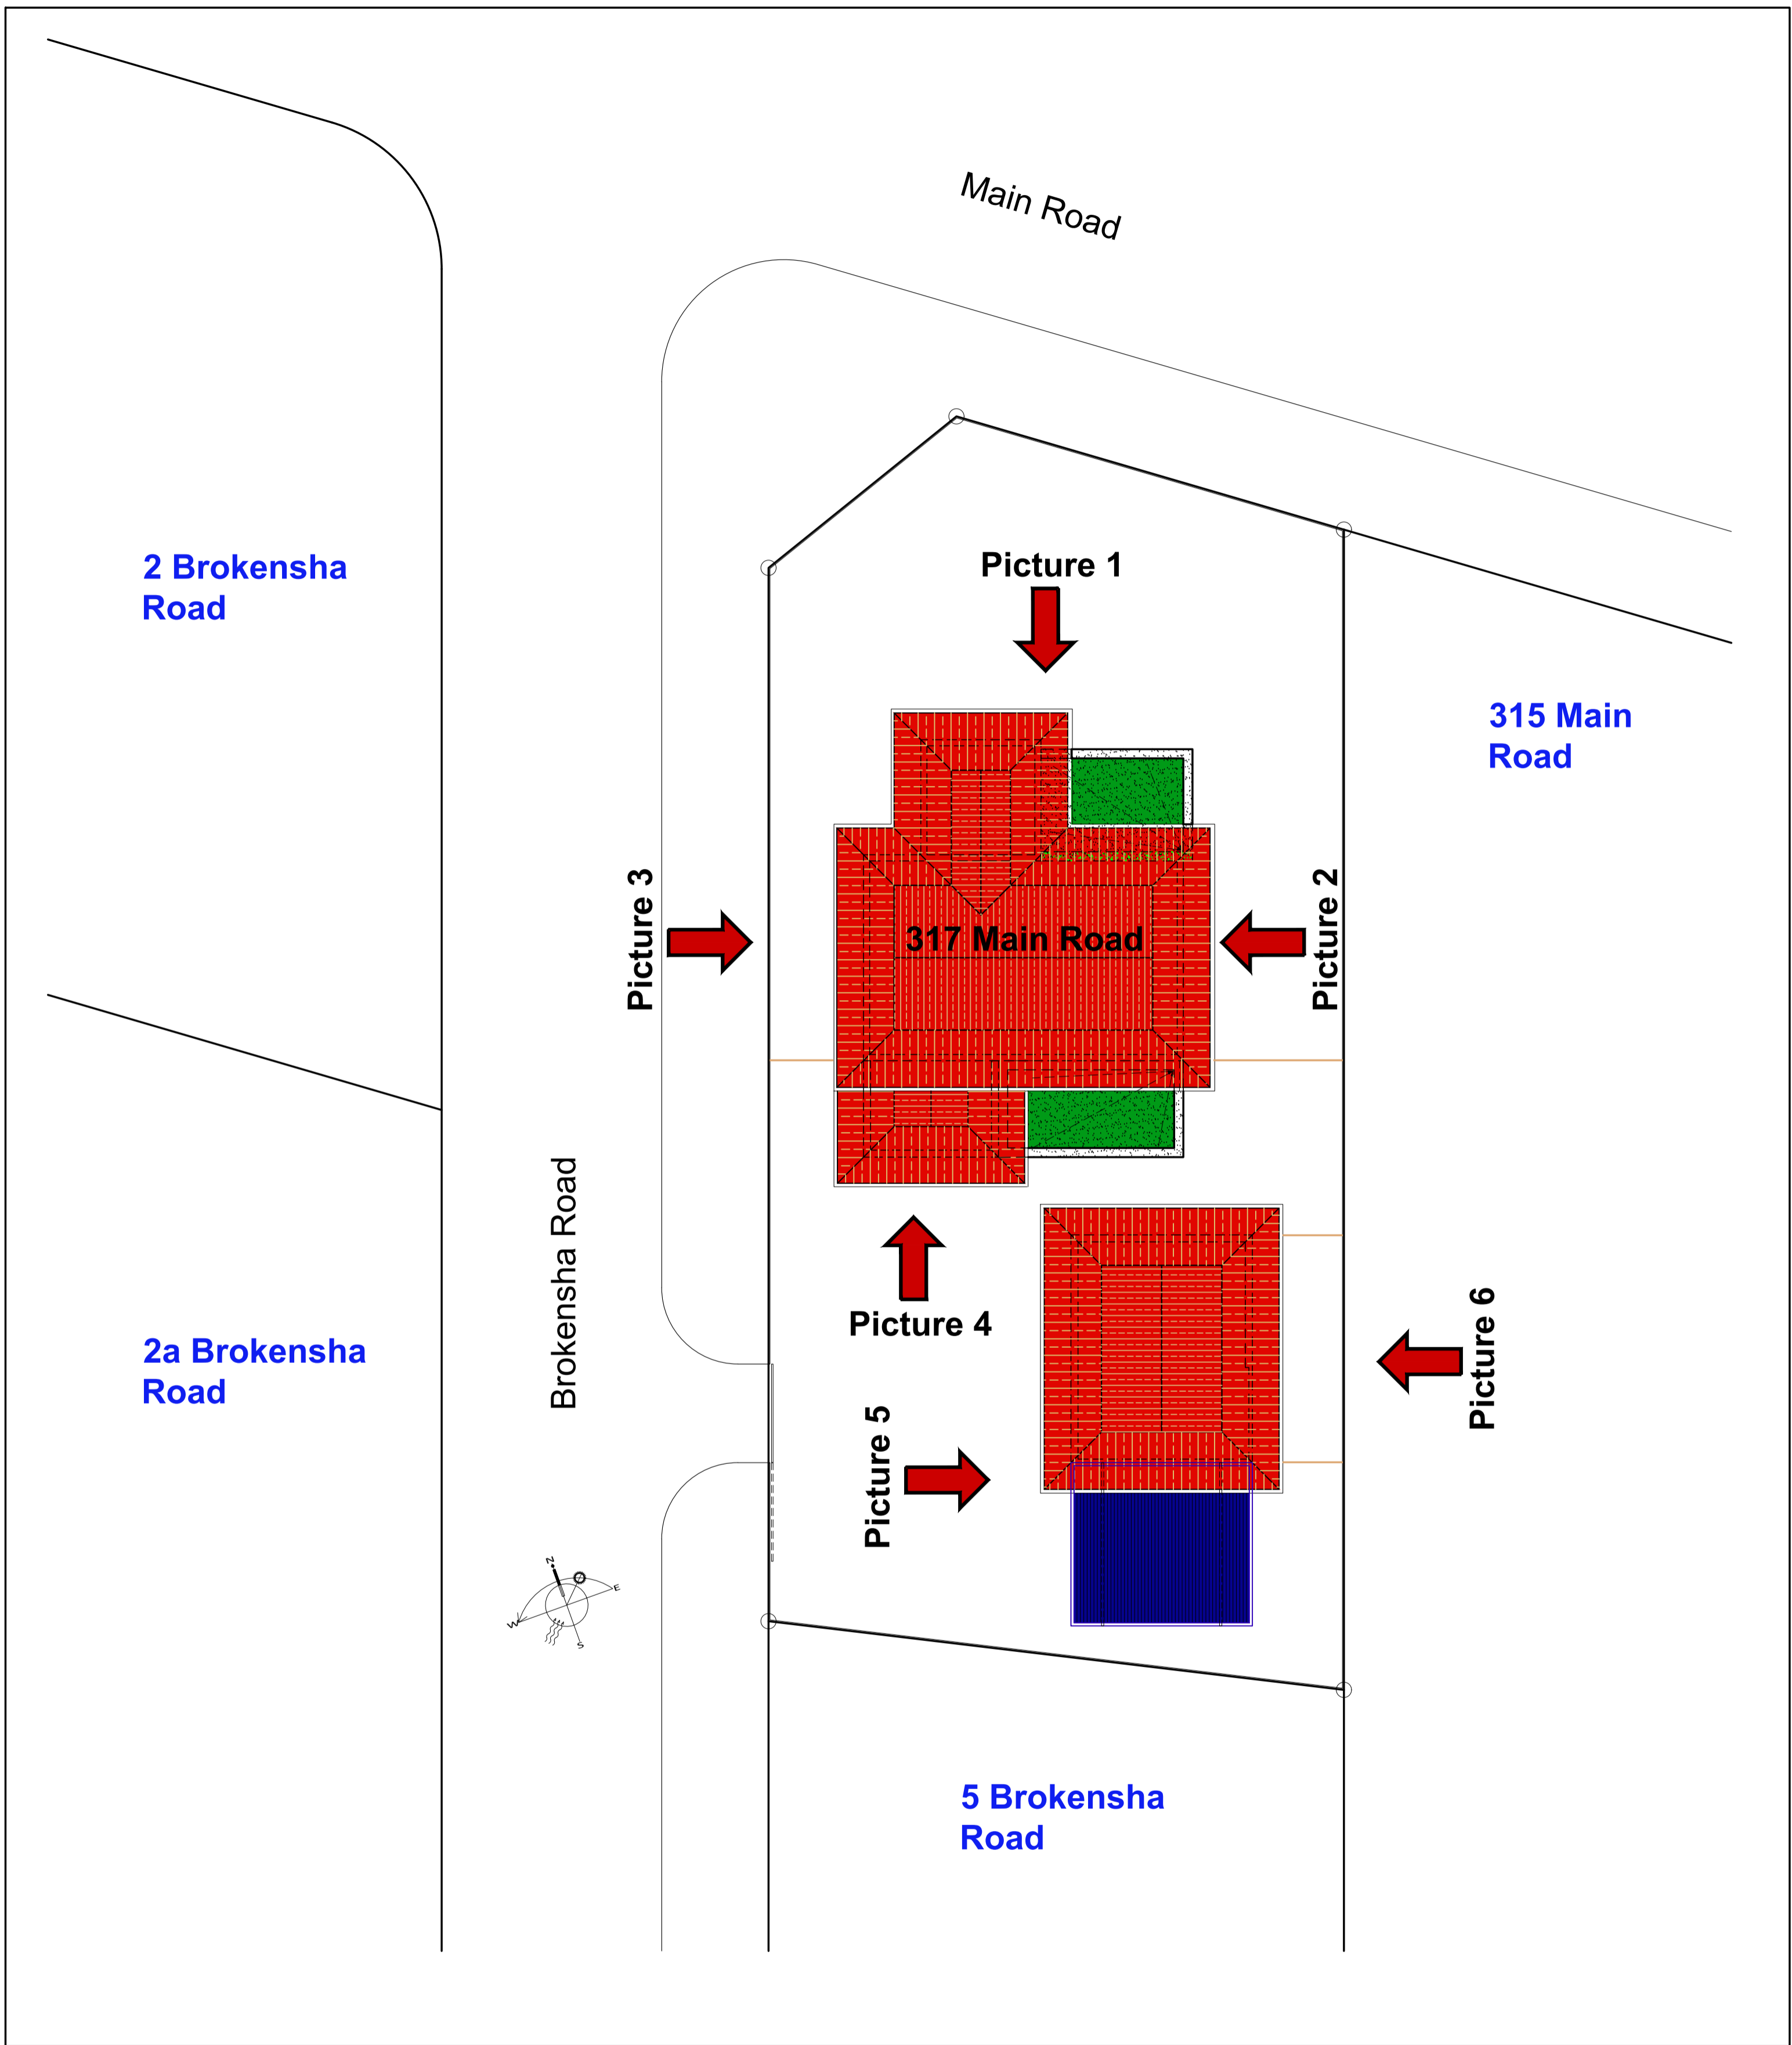 Main Road
2 Brokensha
Road
Picture 1
315 Main
Road
Picture 3
317 Main Road
Picture 2
Brokensha Road
Picture 4
2a Brokensha
Road
Picture 5
Picture 6
N
E
W
S
5 Brokensha
Road